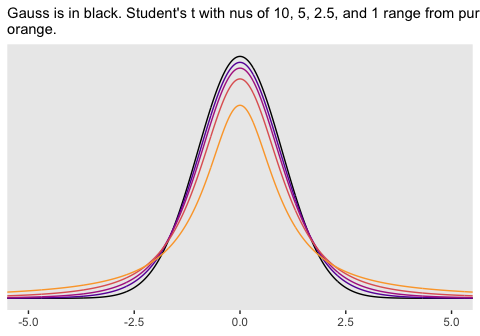 Gauss is in black. Student's t with nus of 10, 5, 2.5, and 1 range from pur
orange.
-5.0 -2.5 0.0 2.5 5.0